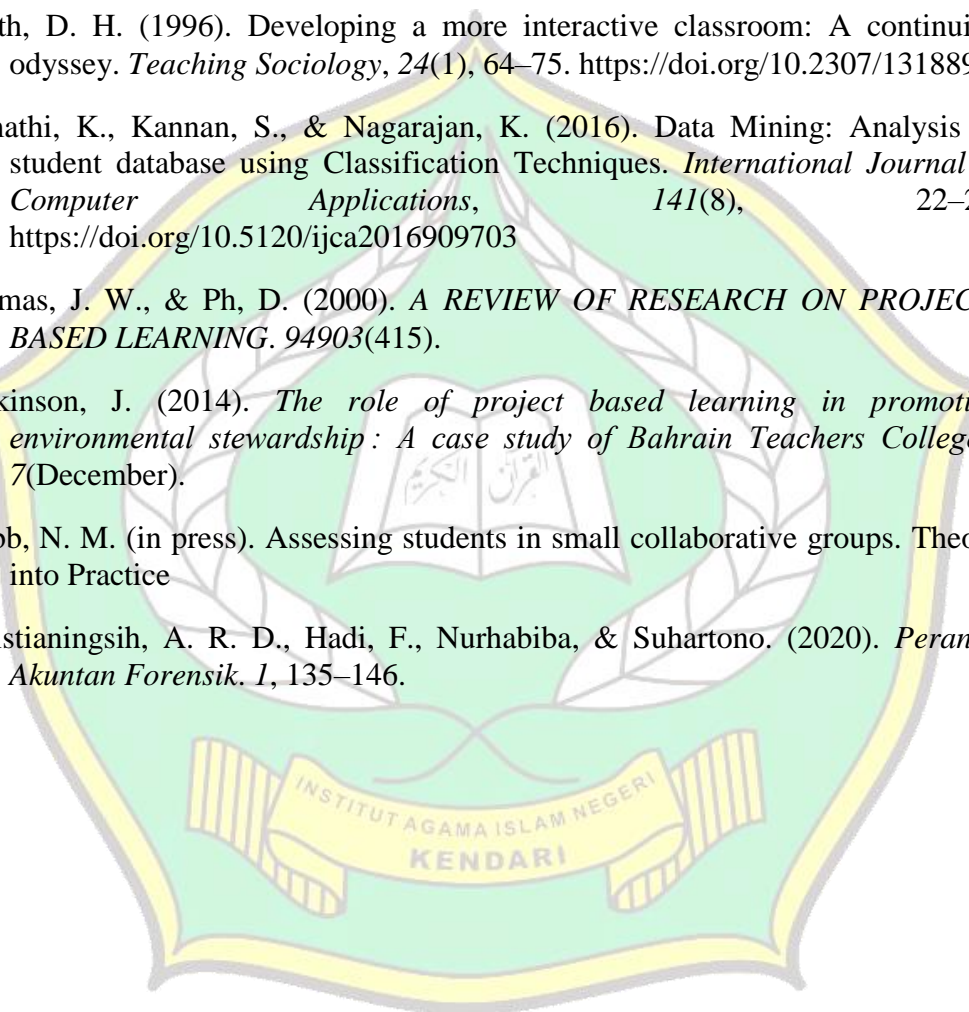 th, D. H. (1996). Developing a more interactive classroom: A continui
odyssey. Teaching Sociology, 24(1), 64–75. https://doi.org/10.2307/131889
nathi, K., Kannan, S., & Nagarajan, K. (2016). Data Mining: Analysis
student database using Classification Techniques. International Journal
Computer Applications, 141(8), 22–2
https://doi.org/10.5120/ijca2016909703
mas, J. W., & Ph, D. (2000). A REVIEW OF RESEARCH ON PROJEC
BASED LEARNING. 94903(415).
kinson, J. (2014). The role of project based learning in promoti
environmental stewardship : A case study of Bahrain Teachers College
7(December).
bb, N. M. (in press). Assessing students in small collaborative groups. Theo
into Practice
stianingsih, A. R. D., Hadi, F., Nurhabiba, & Suhartono. (2020). Peran
Akuntan Forensik. 1, 135–146.
القرآن الكريم
INSTITUT AGAMA ISLAM NEGERI
KENDARI